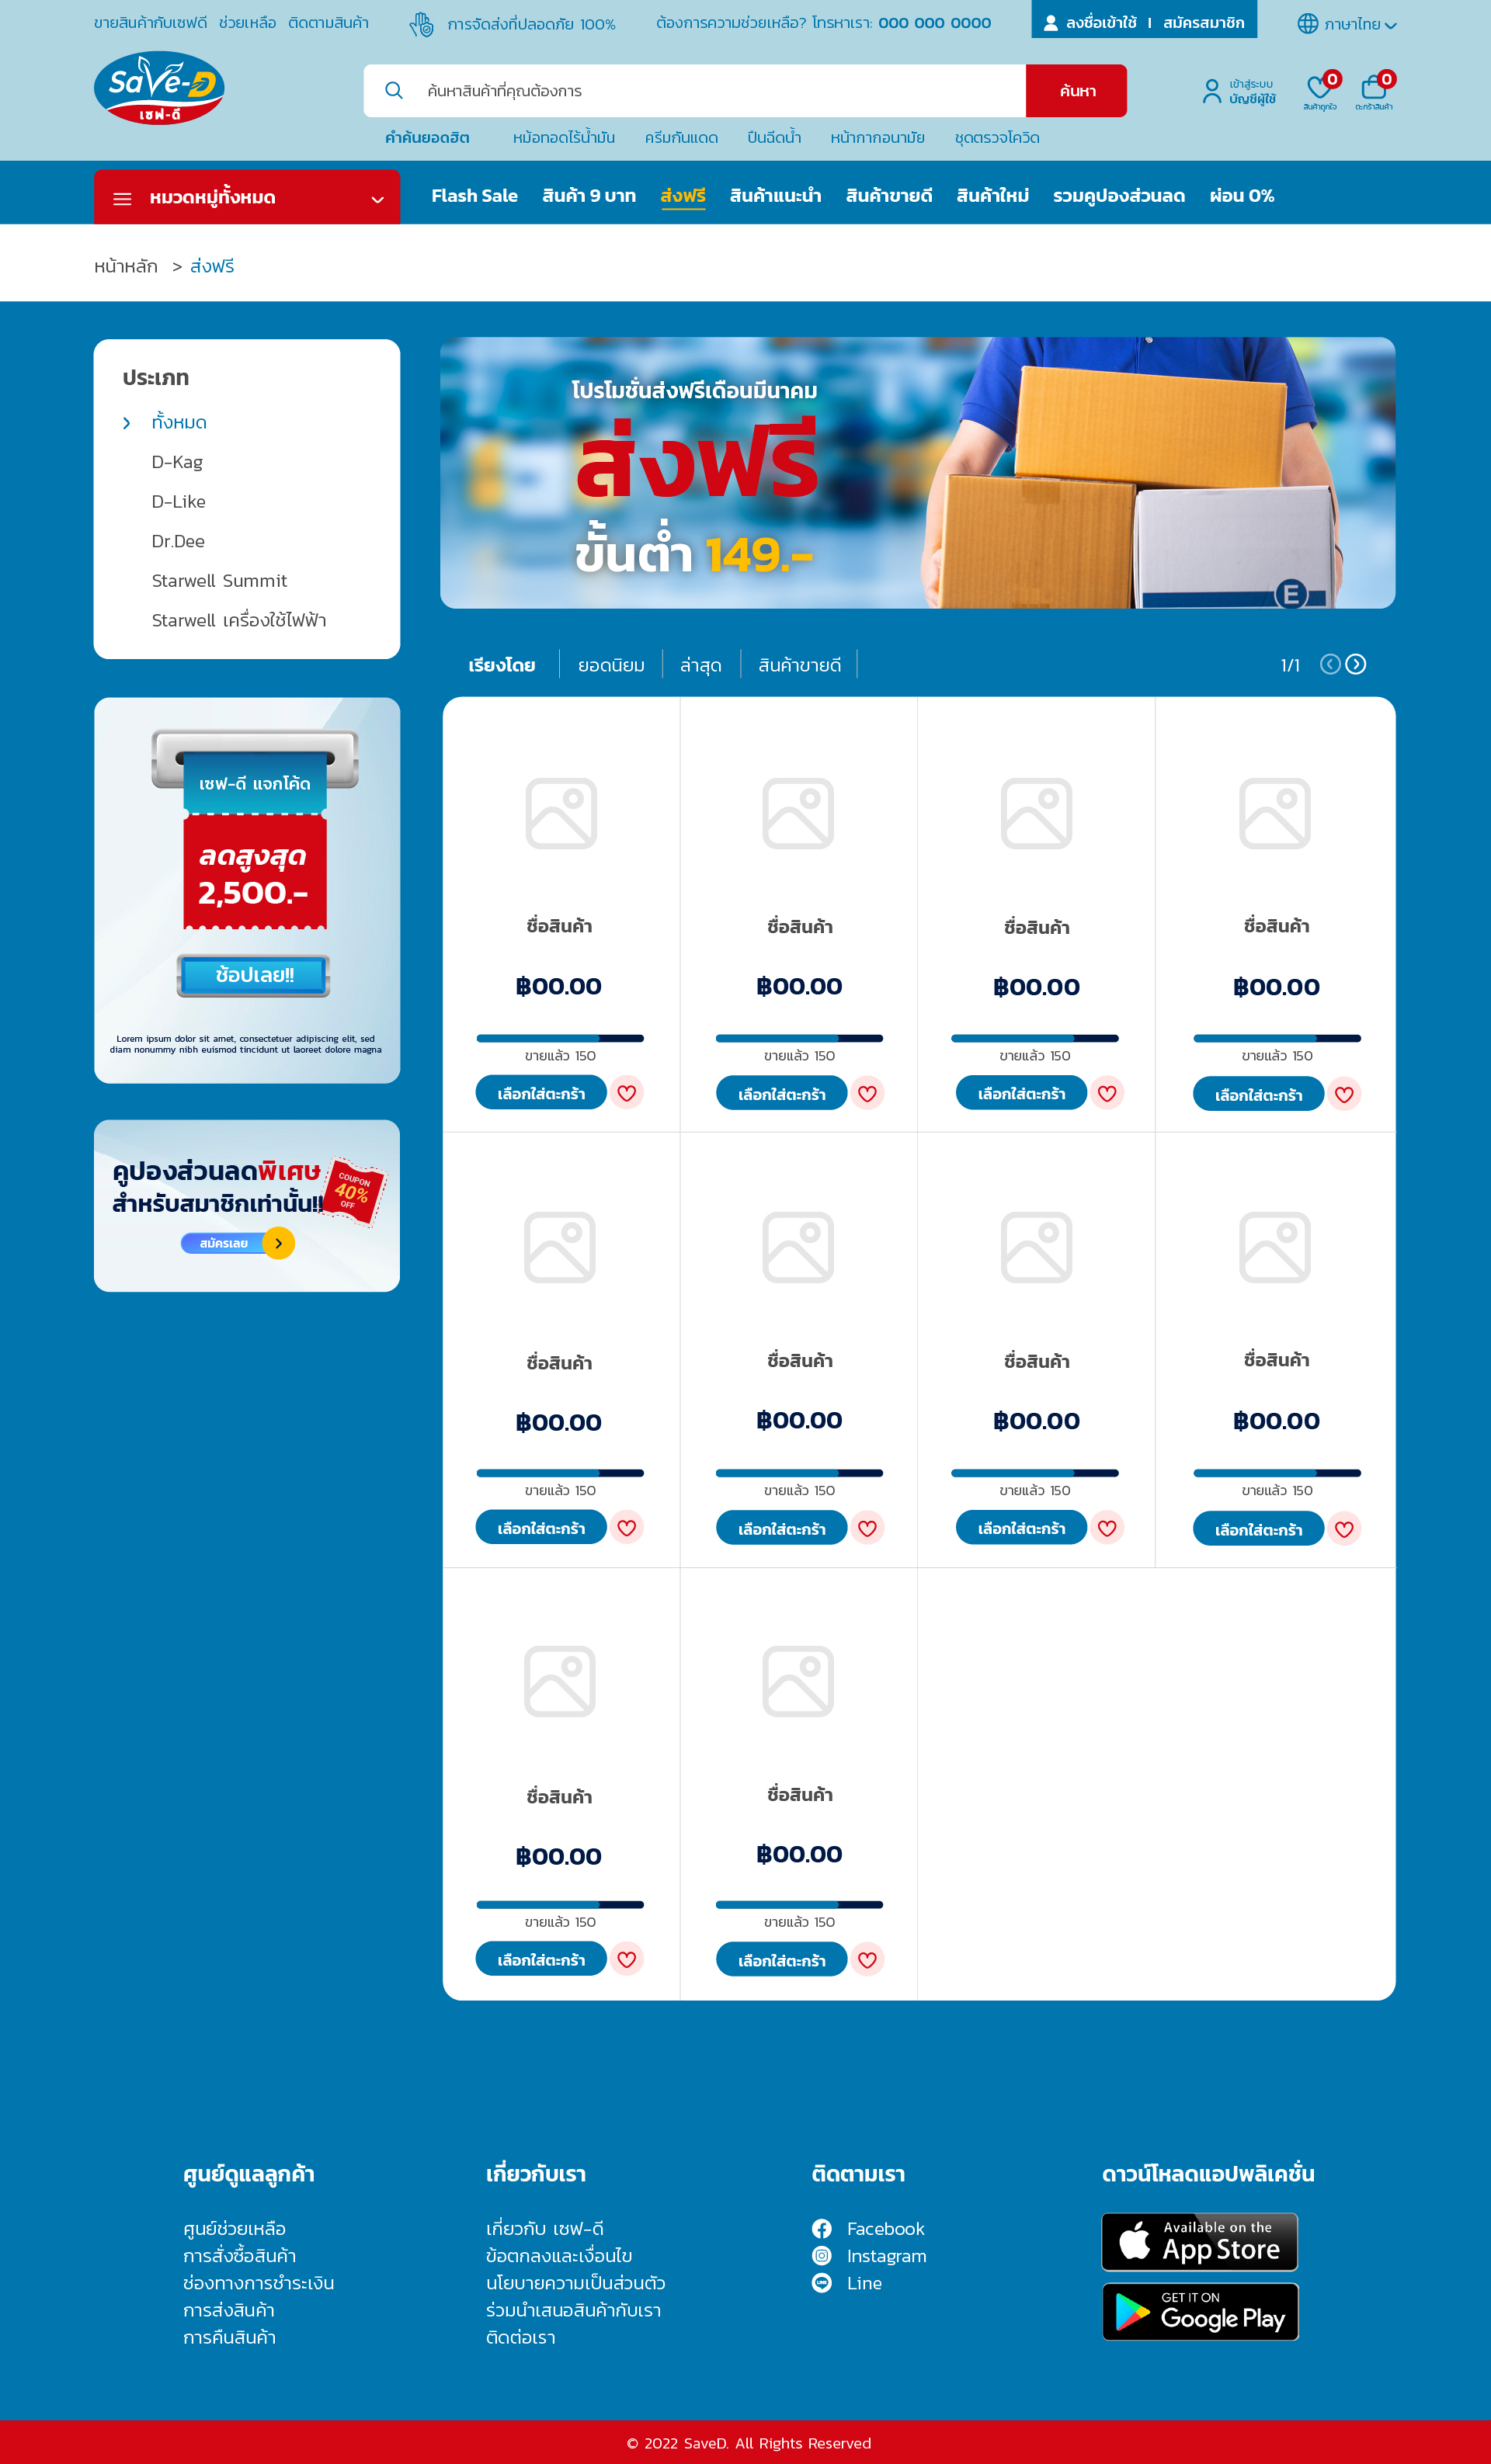 ขายสินค้ากับเซฟดี ช่วยเหลือ ติดตามสินค้า
การจัดส่งที่ปลอดภัย 100%
ต้องการความช่วยเหลือ? โทรหาเรา: 000 000 0000
ลงชื่อเข้าใช้ | สมัครสมาชิก
ภาษาไทย
Save-D
เซฟ-ดี
ค้นหาสินค้าที่คุณต้องการ
ค้นหา
เข้าสู่ระบบ
บัญชีผู้ใช้
0
สินค้าถูกใจ
0
ตะกร้าสินค้า
คำค้นยอดฮิต หม้อทอดไร้น้ำมัน ครีมกันแดด ปืนฉีดน้ำ หน้ากากอนามัย ชุดตรวจโควิด
หมวดหมู่ทั้งหมด
Flash Sale สินค้า 9 บาท ส่งฟรี สินค้าแนะนำ สินค้าขายดี สินค้าใหม่ รวมคูปองส่วนลด ผ่อน 0%
หน้าหลัก > ส่งฟรี
ประเภท
ทั้งหมด
D-Kag
D-Like
Dr.Dee
Starwell Summit
Starwell เครื่องใช้ไฟฟ้า
โปรโมชั่นส่งฟรีเดือนมีนาคม
ส่งฟรี
ขั้นต่ำ 149.-
E
เซฟ-ดี แจกโค้ด
ลดสูงสุด
2,500.-
ช้อปเลย!!
Lorem ipsum dolor sit amet, consectetuer adipiscing elit, sed
diam nonummy nibh euismod tincidunt ut laoreet dolore magna
คูปองส่วนลดพิเศษ
สำหรับสมาชิกเท่านั้น!!
COUPON
40%
OFF
สมัครเลย
เรียงโดย ยอดนิยม ล่าสุด สินค้าขายดี
1/1
ชื่อสินค้า ชื่อสินค้า ชื่อสินค้า ชื่อสินค้า
฿00.00 ฿00.00 ฿00.00 ฿00.00
ขายแล้ว 150 ขายแล้ว 150 ขายแล้ว 150 ขายแล้ว 150
เลือกใส่ตะกร้า เลือกใส่ตะกร้า เลือกใส่ตะกร้า เลือกใส่ตะกร้า
ชื่อสินค้า ชื่อสินค้า ชื่อสินค้า ชื่อสินค้า
฿00.00 ฿00.00 ฿00.00 ฿00.00
ขายแล้ว 150 ขายแล้ว 150 ขายแล้ว 150 ขายแล้ว 150
เลือกใส่ตะกร้า เลือกใส่ตะกร้า เลือกใส่ตะกร้า เลือกใส่ตะกร้า
ชื่อสินค้า ชื่อสินค้า
฿00.00 ฿00.00
ขายแล้ว 150 ขายแล้ว 150
เลือกใส่ตะกร้า เลือกใส่ตะกร้า
ศูนย์ดูแลลูกค้า
ศูนย์ช่วยเหลือ
การสั่งซื้อสินค้า
ช่องทางการชำระเงิน
การส่งสินค้า
การคืนสินค้า
เกี่ยวกับเรา
เกี่ยวกับ เซฟ-ดี
ข้อตกลงและเงื่อนไข
นโยบายความเป็นส่วนตัว
ร่วมนำเสนอสินค้ากับเรา
ติดต่อเรา
ติดตามเรา
Facebook
Instagram
LINE Line
ดาวน์โหลดแอปพลิเคชั่น
Available on the
App Store
GET IT ON
Google Play
© 2022 SaveD. All Rights Reserved